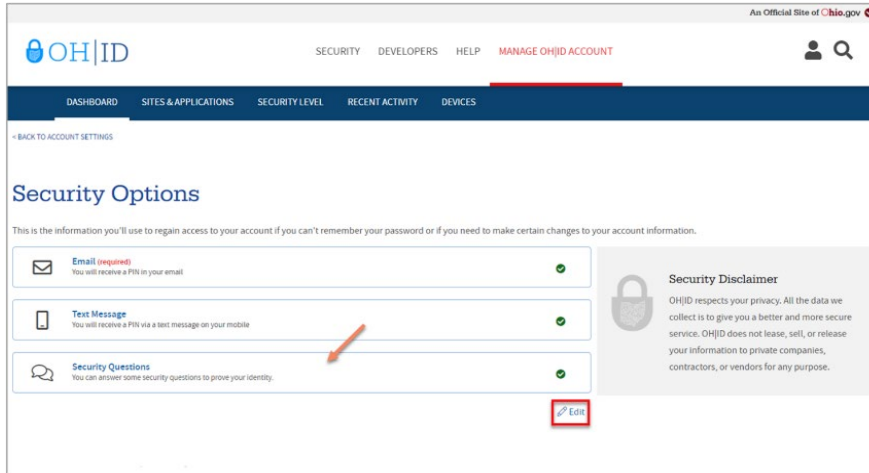 An Official Site of Ohio.gov
OH|ID
SECURITY DEVELOPERS HELP MANAGE OH|ID ACCOUNT
DASHBOARD SITES & APPLICATIONS SECURITY LEVEL RECENT ACTIVITY DEVICES
< BACK TO ACCOUNT SETTINGS
Security Options
This is the information you'll use to regain access to your account if you can't remember your password or if you need to make certain changes to your account information.
Email (required)
You will receive a PIN in your email
Text Message
You will receive a PIN via a text message on your mobile
Security Questions
You can answer some security questions to prove your identity.
Edit
Security Disclaimer
OH|ID respects your privacy. All the data we
collect is to give you a better and more secure
service. OH|ID does not lease, sell, or release
your information to private companies,
contractors, or vendors for any purpose.